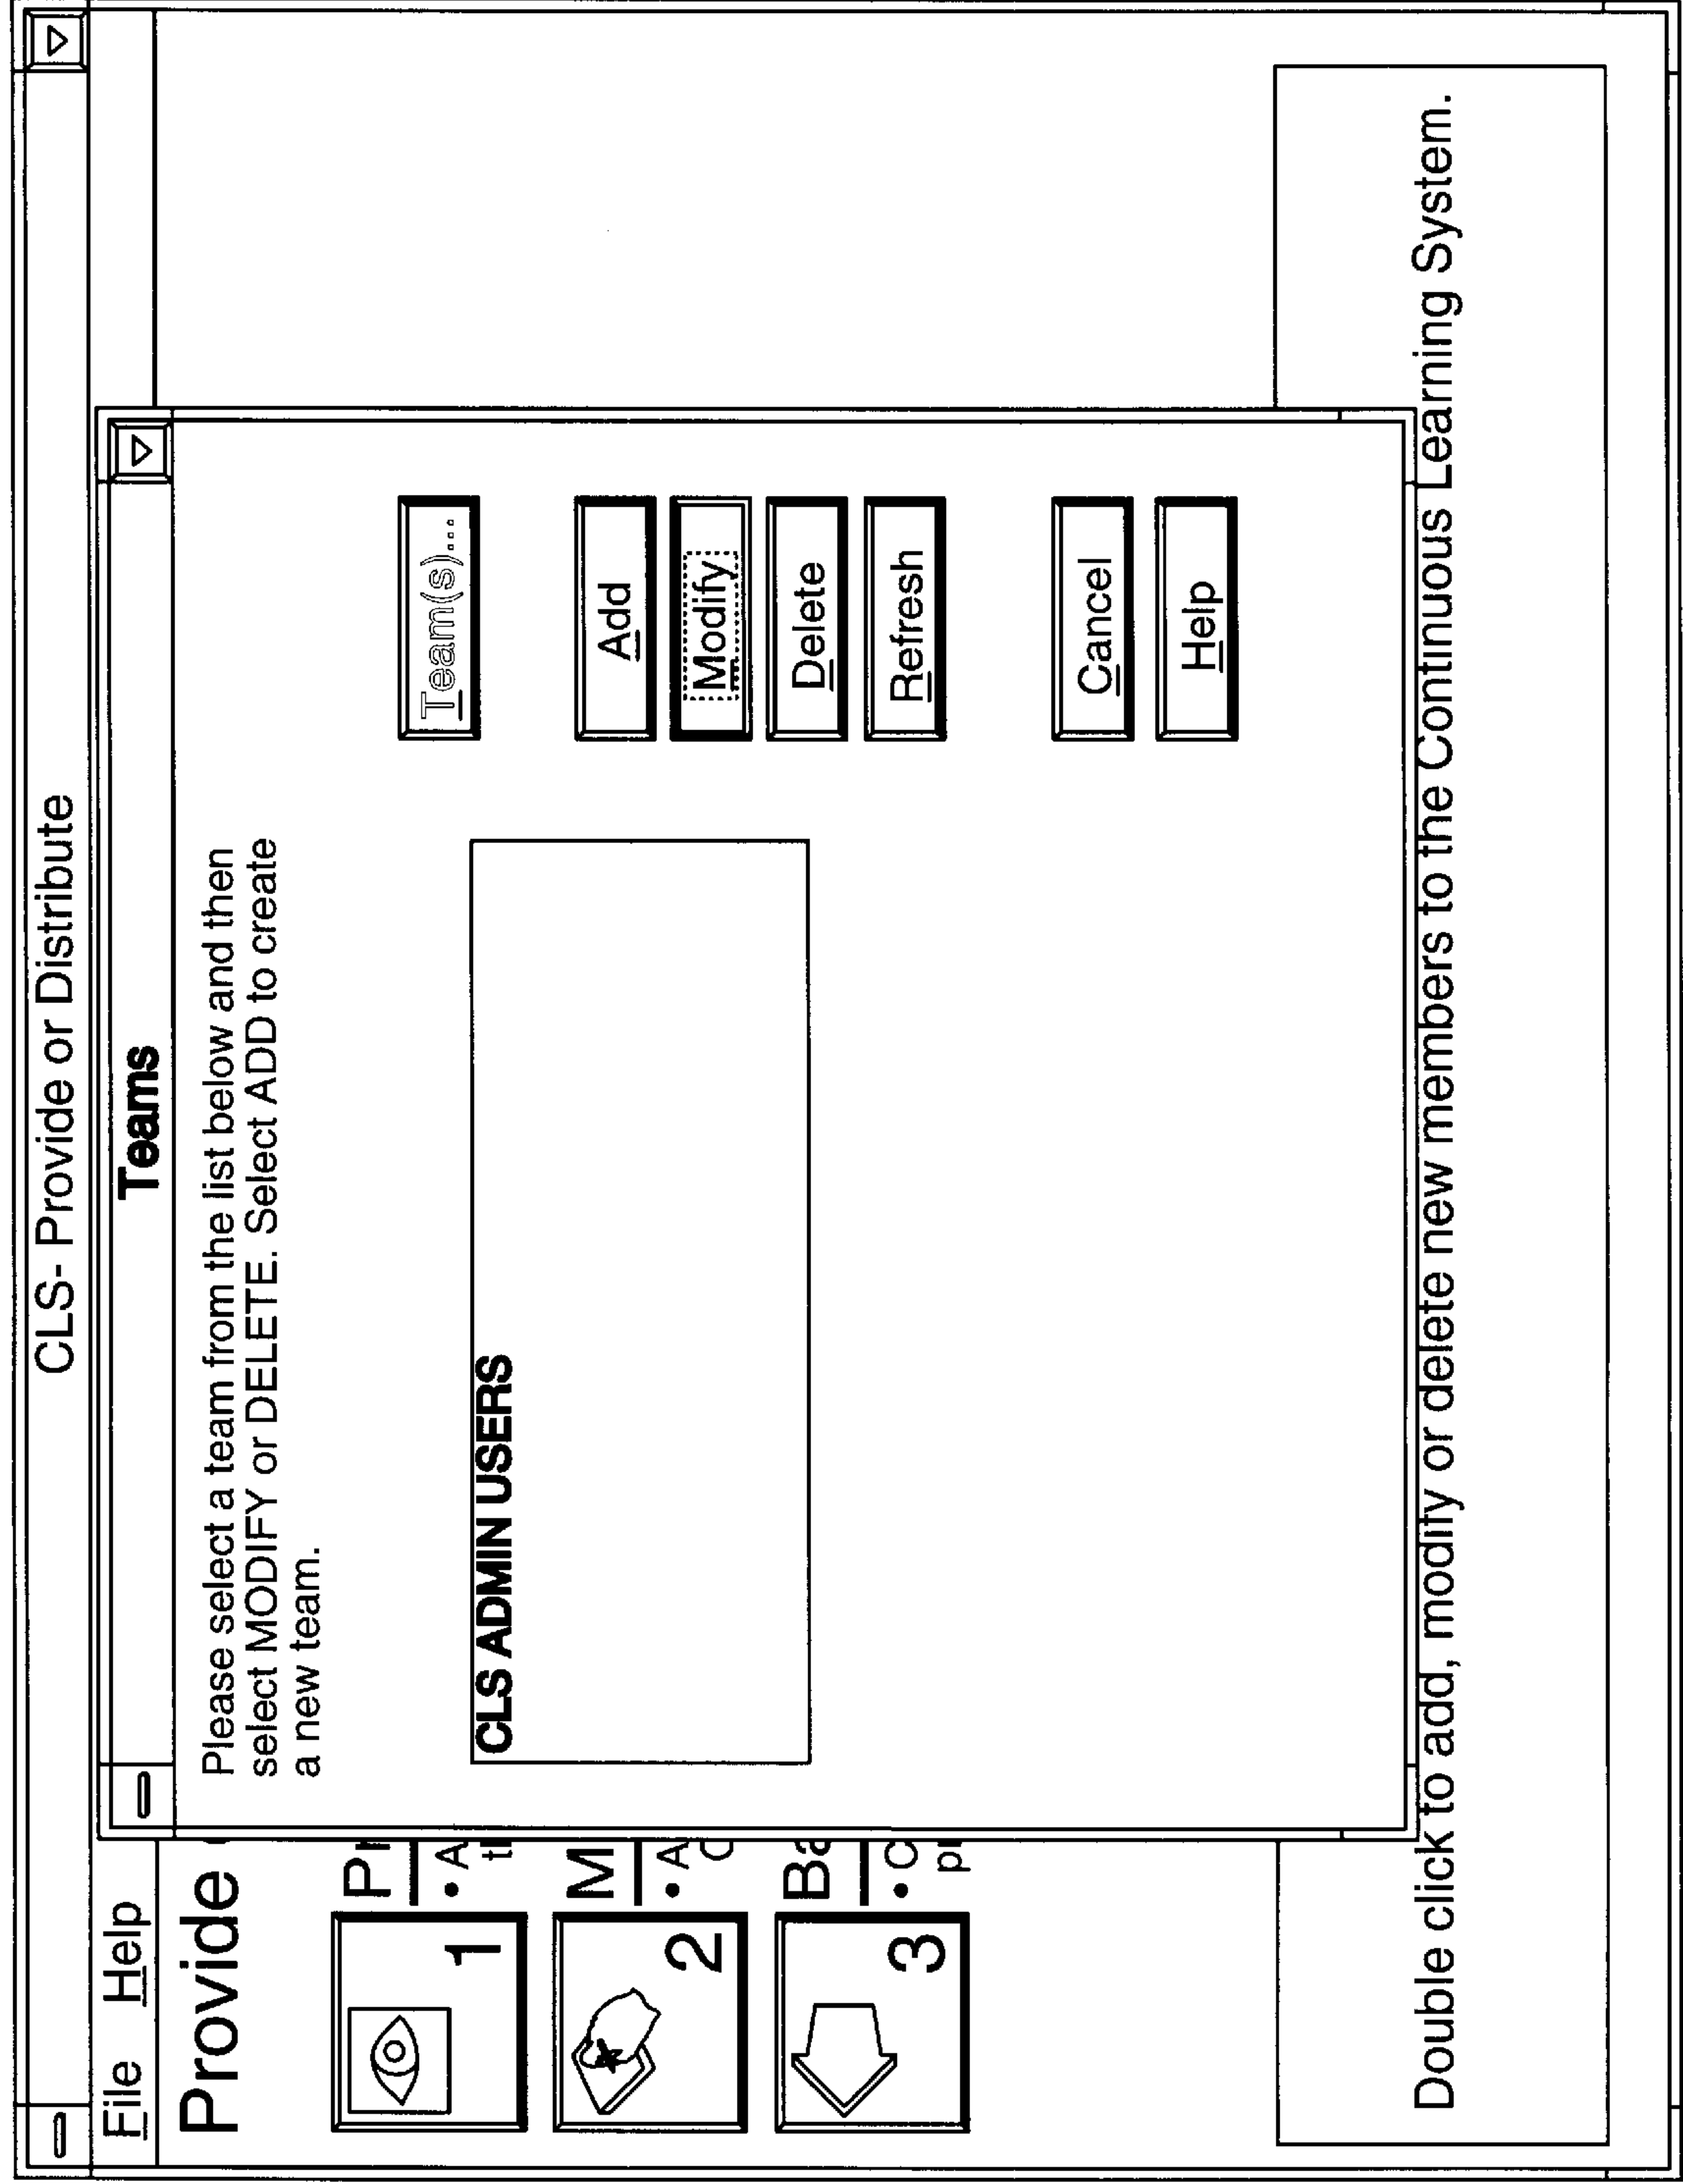 CLS- Provide or Distribute
File Help
Teams
Provide
Please select a team from the list below and then
select MODIFY or DELETE. Select ADD to create
a new team.
Team(s)...
CLS ADMIN USERS
Add
Modify
Delete
Refresh
Cancel
Help
1
2
3
Double click to add, modify or delete new members to the Continuous Learning System.